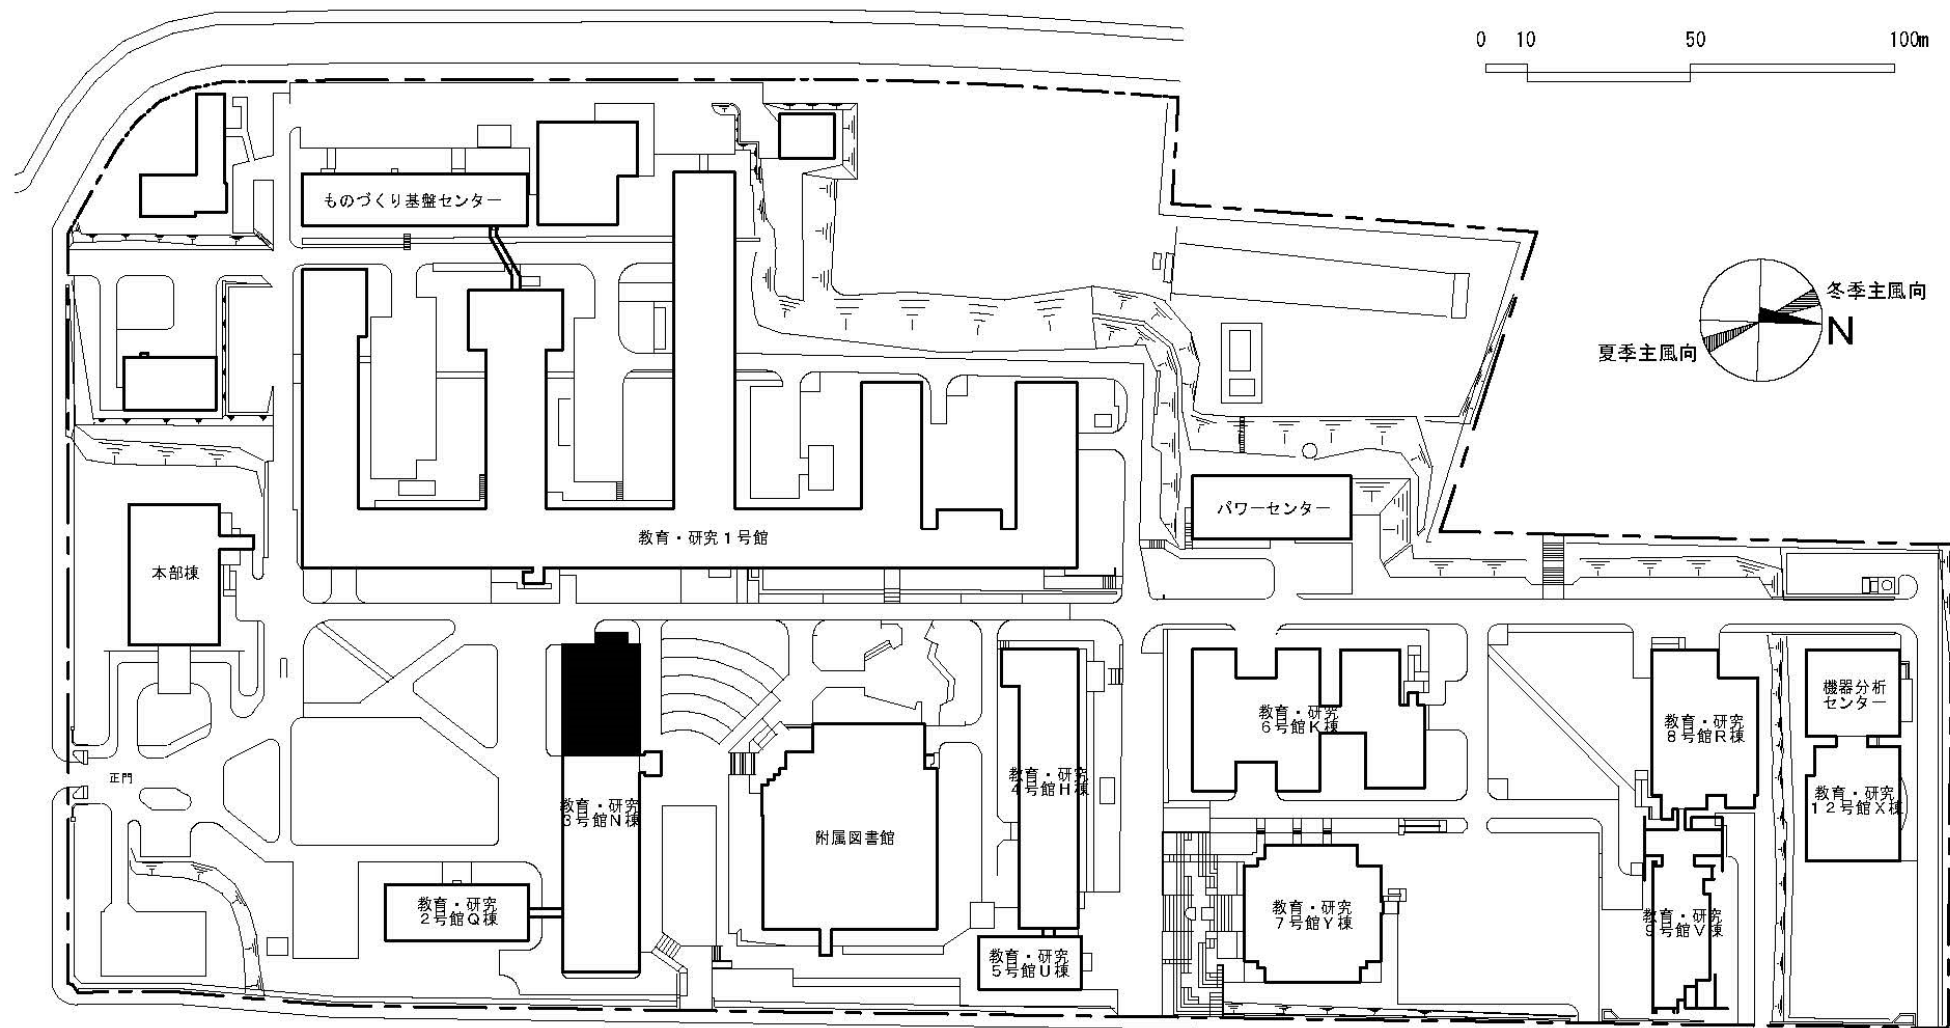 0 10 50 100m
冬季主風向
N
夏季主風向
ものづくり基盤センター
パワーセンター
教育・研究1号館
本部棟
正門
教育・研究
6号館K棟
教育・研究
8号館R棟
機器分析
センター
教育・研究
4号館H棟
教育・研究
3号館N棟
附属図書館
教育・研究
12号館X棟
教育・研究
2号館Q棟
教育・研究
7号館Y棟
教育・研究
9号館V棟
教育・研究
5号館U棟